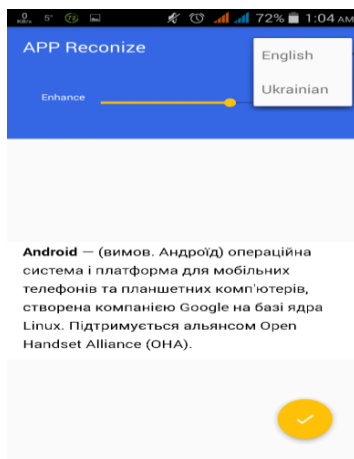 5° 72% 1:04 AM
APP Reconize
English
Ukrainian
Enhance
Android — (вимов. Андроїд) операційна
система і платформа для мобільних
телефонів та планшетних комп'ютерів,
створена компанією Google на базі ядра
Linux. Підтримується альянсом Open
Handset Alliance (OHA).